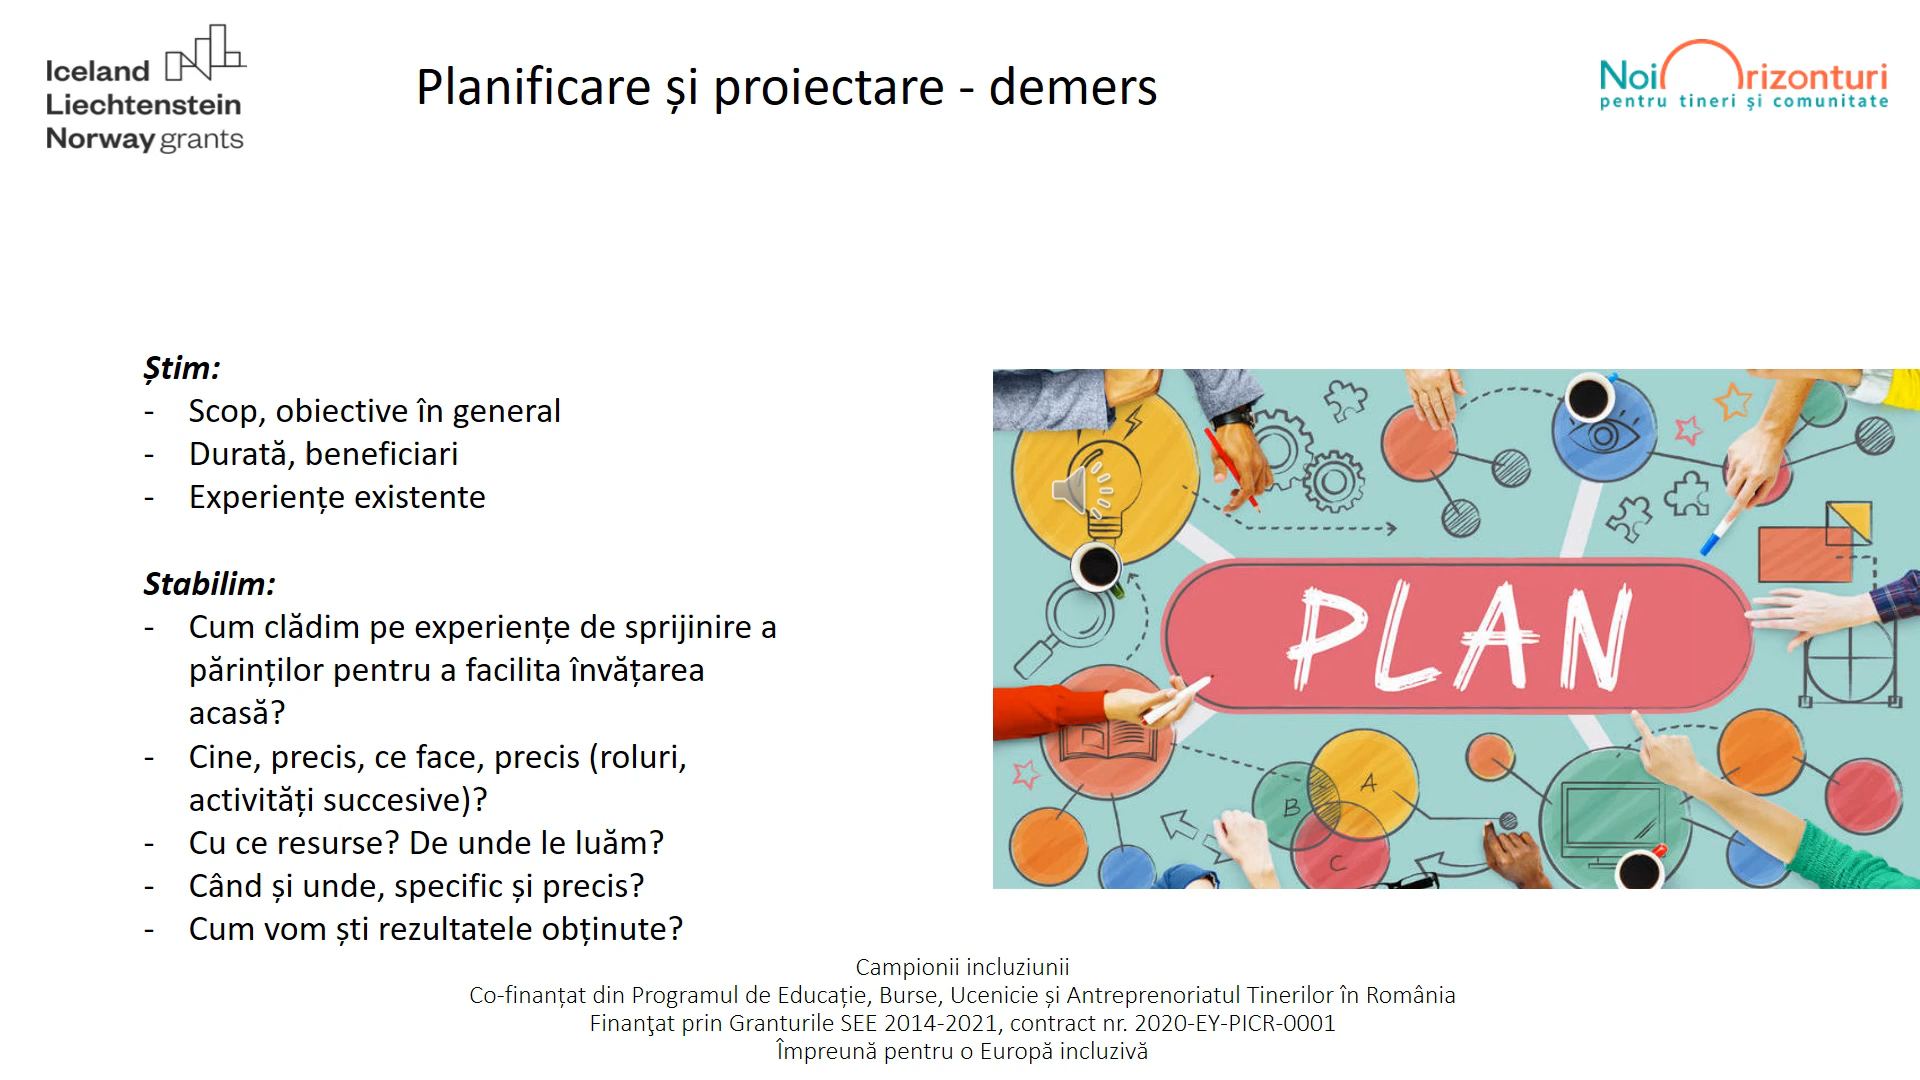 Iceland
Liechtenstein
Norway grants
Planificare și proiectare - demers
Noi Orizonturi
pentru tineri și comunitate
Știm:
- Scop, obiective în general
- Durată, beneficiari
- Experiențe existente
Stabilim:
- Cum clădim pe experiențe de sprijinire a
părinților pentru a facilita învățarea
acasă?
- Cine, precis, ce face, precis (roluri,
activități succesive)?
- Cu ce resurse? De unde le luăm?
- Când și unde, specific și precis?
- Cum vom ști rezultatele obținute?
PLAN
A
B
C
Campionii incluziunii
Co-finanțat din Programul de Educație, Burse, Ucenicie și Antreprenoriatul Tinerilor în România
Finanţat prin Granturile SEE 2014-2021, contract nr. 2020-EY-PICR-0001
Împreună pentru o Europă incluzivă